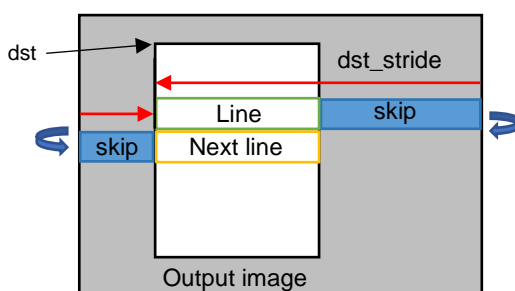 dst
dst_stride
Line
skip
skip
Next line
Output image